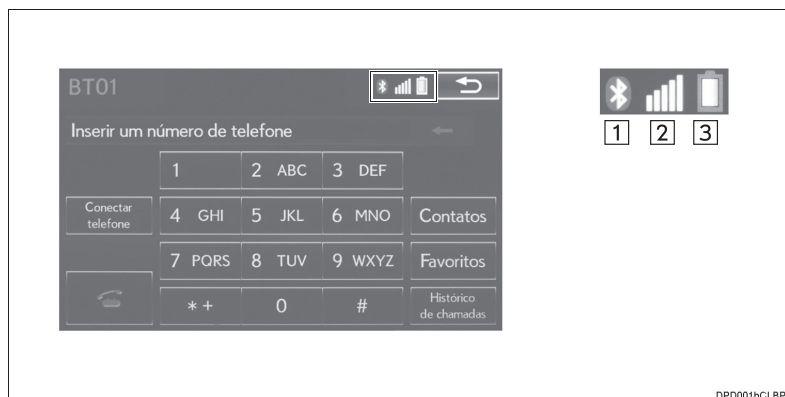 BT01
Inserir um número de telefone
1 2 ABC 3 DEF
Conectar
telefone
4 GHI 5 JKL 6 MNO Contatos
7 PQRS 8 TUV 9 WXYZ Favoritos
*+ 0 #
Histórico
de chamadas
1 2 3